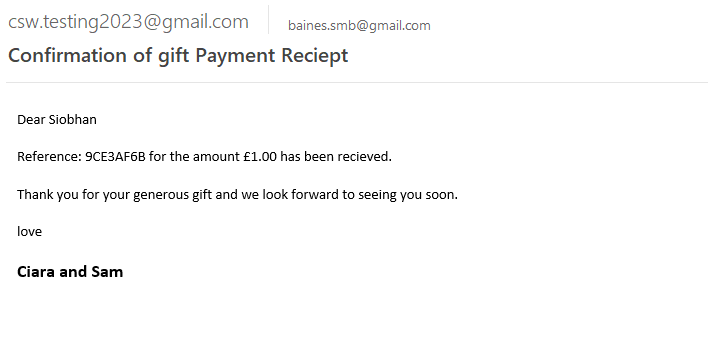 csw.testing2023@gmail.com baines.smb@gmail.com
Confirmation of gift Payment Reciept
Dear Siobhan
Reference: 9CE3AF6B for the amount £1.00 has been recieved.
Thank you for your generous gift and we look forward to seeing you soon.
love
Ciara and Sam